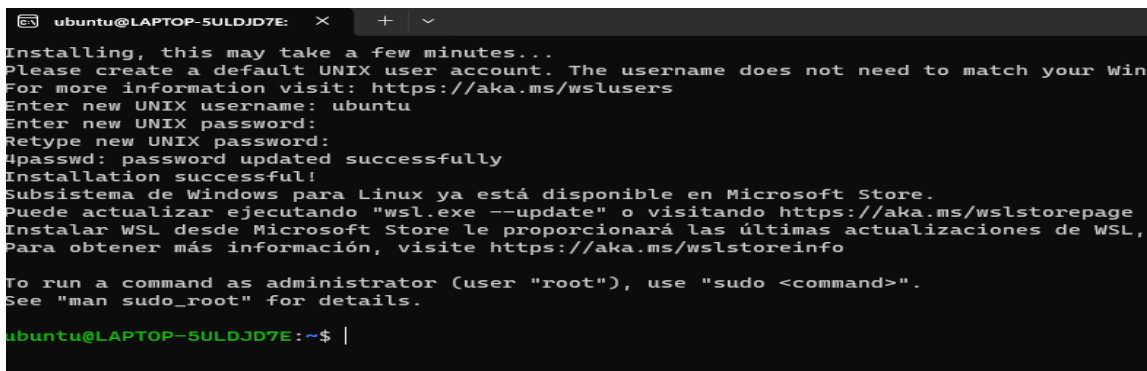 ubuntu@LAPTOP-5ULDJD7E:
Installing, this may take a few minutes...
Please create a default UNIX user account. The username does not need to match your Win
For more information visit: https://aka.ms/wslusers
Enter new UNIX username: ubuntu
Enter new UNIX password:
Retype new UNIX password:
4passwd: password updated successfully
Installation successful!
Subsistema de Windows para Linux ya está disponible en Microsoft Store.
Puede actualizar ejecutando "wsl.exe --update" o visitando https://aka.ms/wslstorepage
Instalar WSL desde Microsoft Store le proporcionará las últimas actualizaciones de WSL,
Para obtener más información, visite https://aka.ms/wslstoreinfo
To run a command as administrator (user "root"), use "sudo <command>".
See "man sudo_root" for details.
ubuntu@LAPTOP-5ULDJD7E:~$